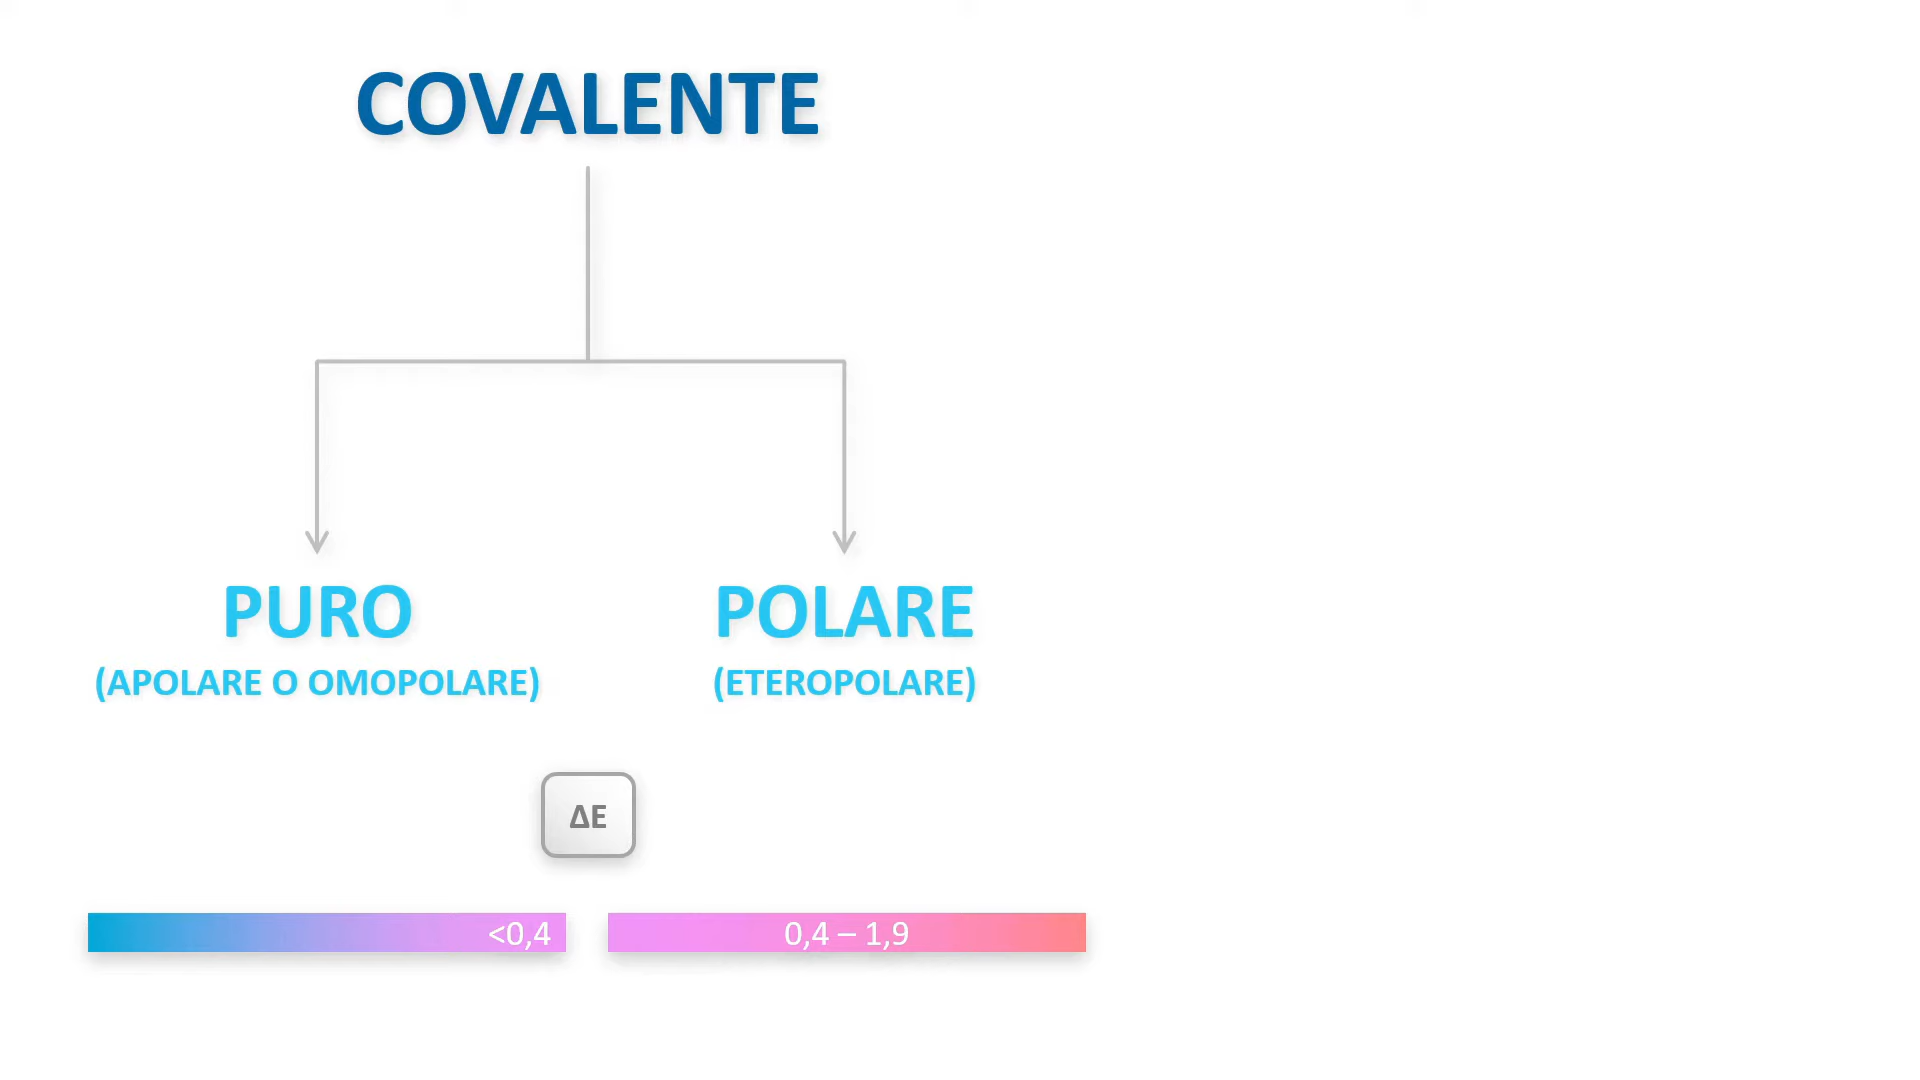 COVALENTE
PURO
(APOLARE O OMOPOLARE)
POLARE
(ETEROPOLARE)
ΔE
<0,4
0,4 – 1,9